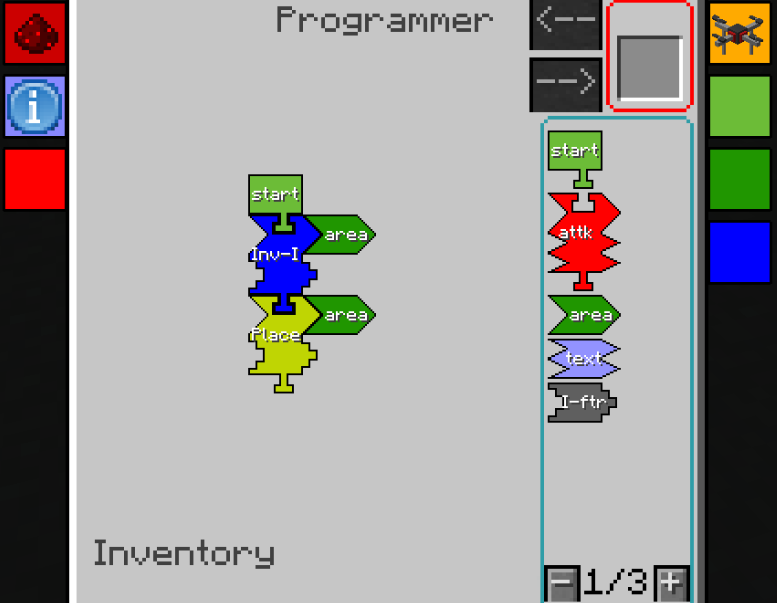 Programmer
<--
-->
start
start
attk
area
Inv-I
area
area
Place
text
I-ftr
Inventory
- 1/3 +
i